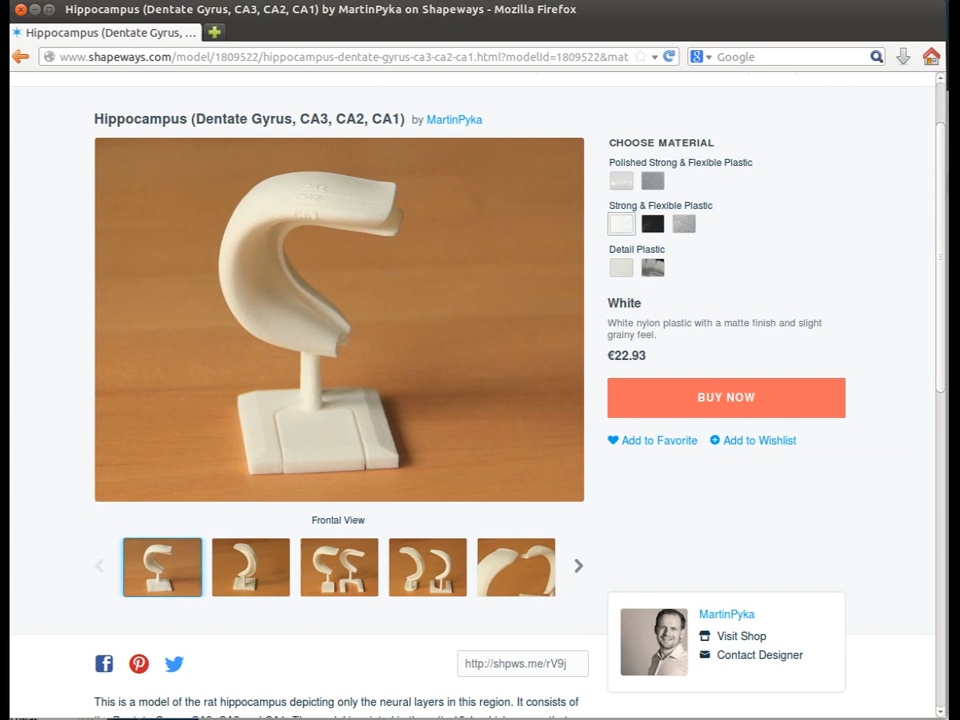 Hippocampus (Dentate Gyrus, CA3, CA2, CA1) by MartinPyka on Shapeways - Mozilla Firefox
Hippocampus (Dentate Gyrus, ...
www.shapeways.com/model/1809522/hippocampus-dentate-gyrus-ca3-ca2-ca1.html?modelId=1809522&mat
Google
Hippocampus (Dentate Gyrus, CA3, CA2, CA1) by MartinPyka
CHOOSE MATERIAL
Polished Strong & Flexible Plastic
Strong & Flexible Plastic
Detail Plastic
White
White nylon plastic with a matte finish and slight
grainy feel.
€22.93
BUY NOW
Add to Favorite Add to Wishlist
Frontal View
MartinPyka
Visit Shop
Contact Designer
http://shpws.me/rV9j
This is a model of the rat hippocampus depicting only the neural layers in this region. It consists of